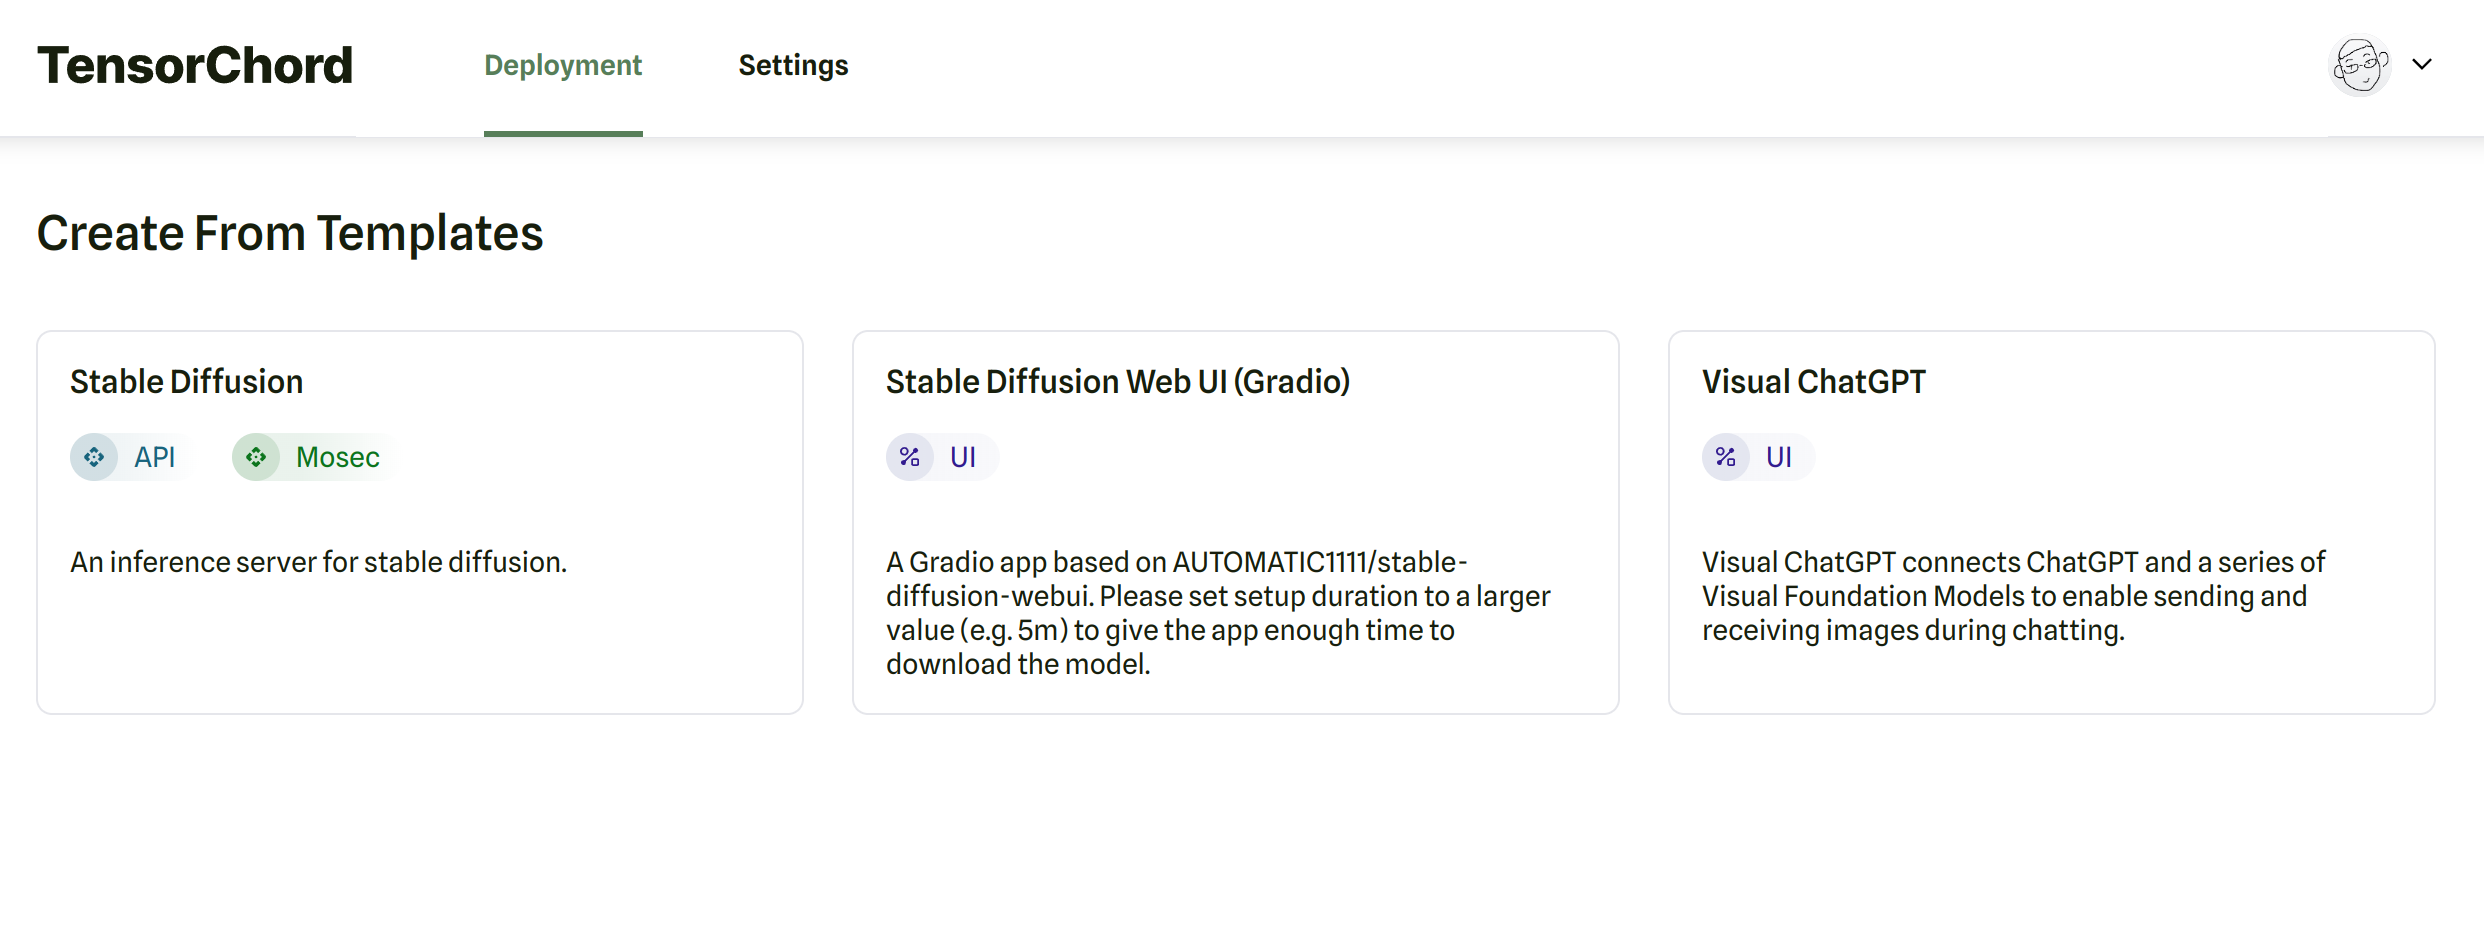 TensorChord
Deployment
Settings
Create From Templates
Stable Diffusion
API
Mosec
An inference server for stable diffusion.
Stable Diffusion Web UI (Gradio)
UI
A Gradio app based on AUTOMATIC1111/stable-
diffusion-webui. Please set setup duration to a larger
value (e.g. 5m) to give the app enough time to
download the model.
Visual ChatGPT
UI
Visual ChatGPT connects ChatGPT and a series of
Visual Foundation Models to enable sending and
receiving images during chatting.